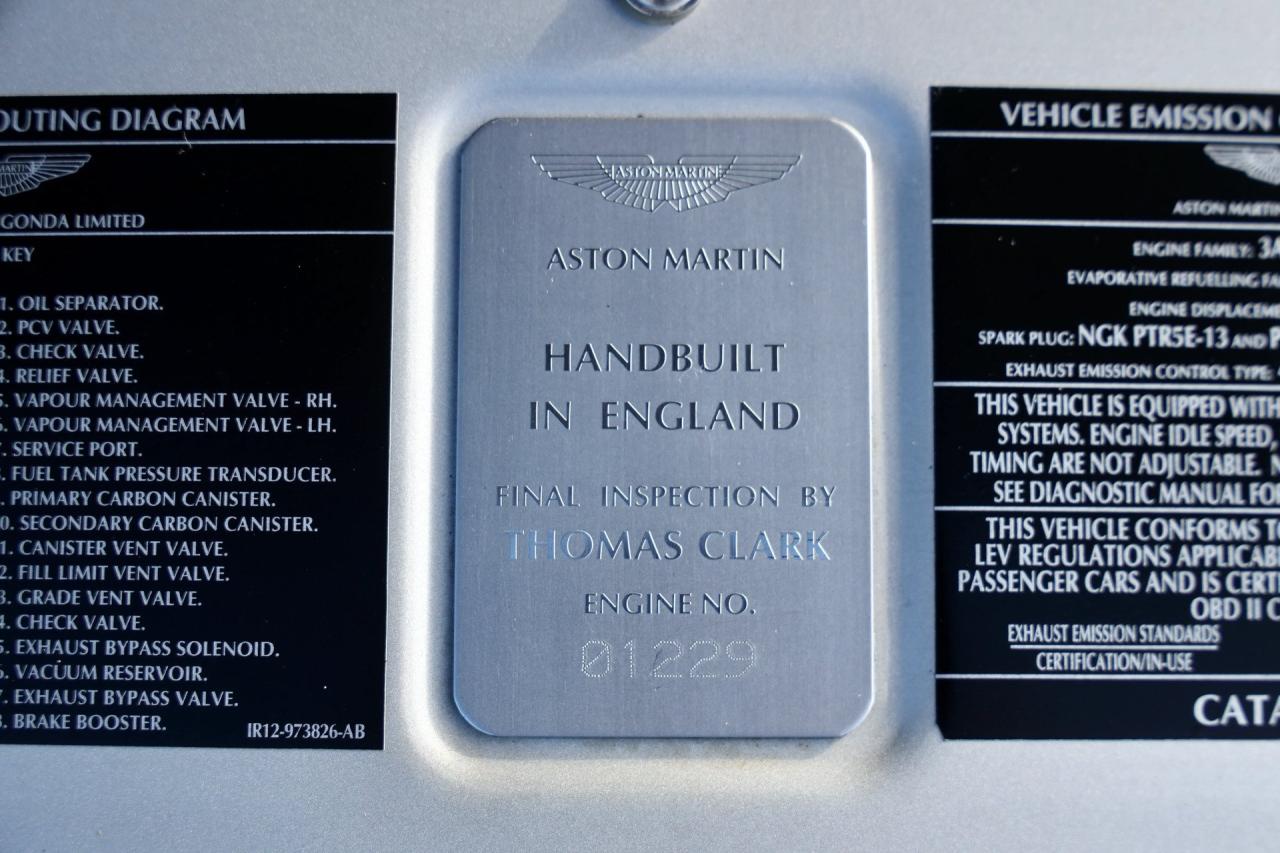 OUTING DIAGRAM
ASTON MARTIN
GONDA LIMITED
KEY
1. OIL SEPARATOR.
2. PCV VALVE.
3. CHECK VALVE.
4. RELIEF VALVE.
5. VAPOUR MANAGEMENT VALVE - RH.
6. VAPOUR MANAGEMENT VALVE - LH.
7. SERVICE PORT.
. FUEL TANK PRESSURE TRANSDUCER.
. PRIMARY CARBON CANISTER.
0. SECONDARY CARBON CANISTER.
1. CANISTER VENT VALVE.
2. FILL LIMIT VENT VALVE.
3. GRADE VENT VALVE.
4. CHECK VALVE.
5. EXHAUST BYPASS SOLENOID.
6. VACUUM RESERVOIR.
7. EXHAUST BYPASS VALVE.
8. BRAKE BOOSTER.
IR12-973826-AB
ASTON MARTIN
ASTON MARTIN
HANDBUILT
IN ENGLAND
FINAL INSPECTION BY
THOMAS CLARK
ENGINE NO.
01229
VEHICLE EMISSION
ASTON MARTIN
ENGINE FAMILY: 3A
EVAPORATIVE REFUELLING FA
ENGINE DISPLACEME
SPARK PLUG: NGK PTR5E-13 AND P
EXHAUST EMISSION CONTROL TYPE:
THIS VEHICLE IS EQUIPPED WITH
SYSTEMS. ENGINE IDLE SPEED,
TIMING ARE NOT ADJUSTABLE. N
SEE DIAGNOSTIC MANUAL FO
THIS VEHICLE CONFORMS TO
LEV REGULATIONS APPLICAB
PASSENGER CARS AND IS CERT
OBD II C
EXHAUST EMISSION STANDARDS
CERTIFICATION/IN-USE
CATA